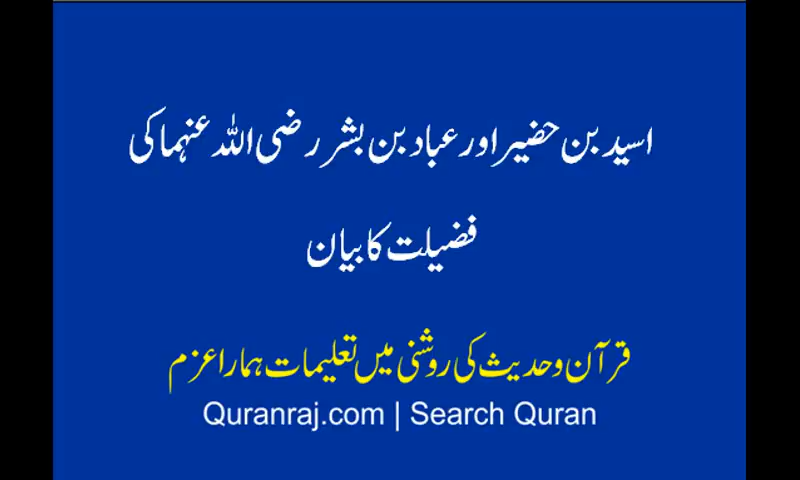 اسید بن حضیر اور عباد بن بشر رضی اللہ عنہما کی
فضیلت کا بیان
قرآن و حدیث کی روشنی میں تعلیمات ہمارا عزم
Quranraj.com | Search Quran